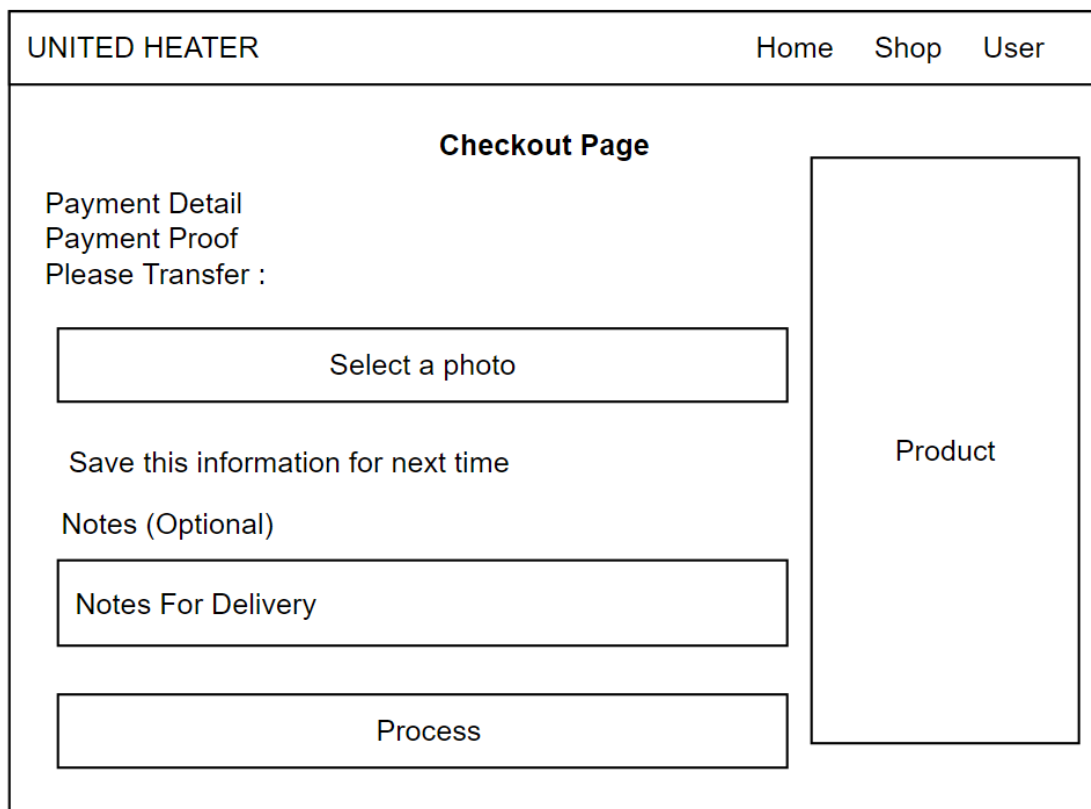 UNITED HEATER
Home Shop User
Checkout Page
Payment Detail
Payment Proof
Please Transfer :
Select a photo
Save this information for next time
Notes (Optional)
Notes For Delivery
Process
Product